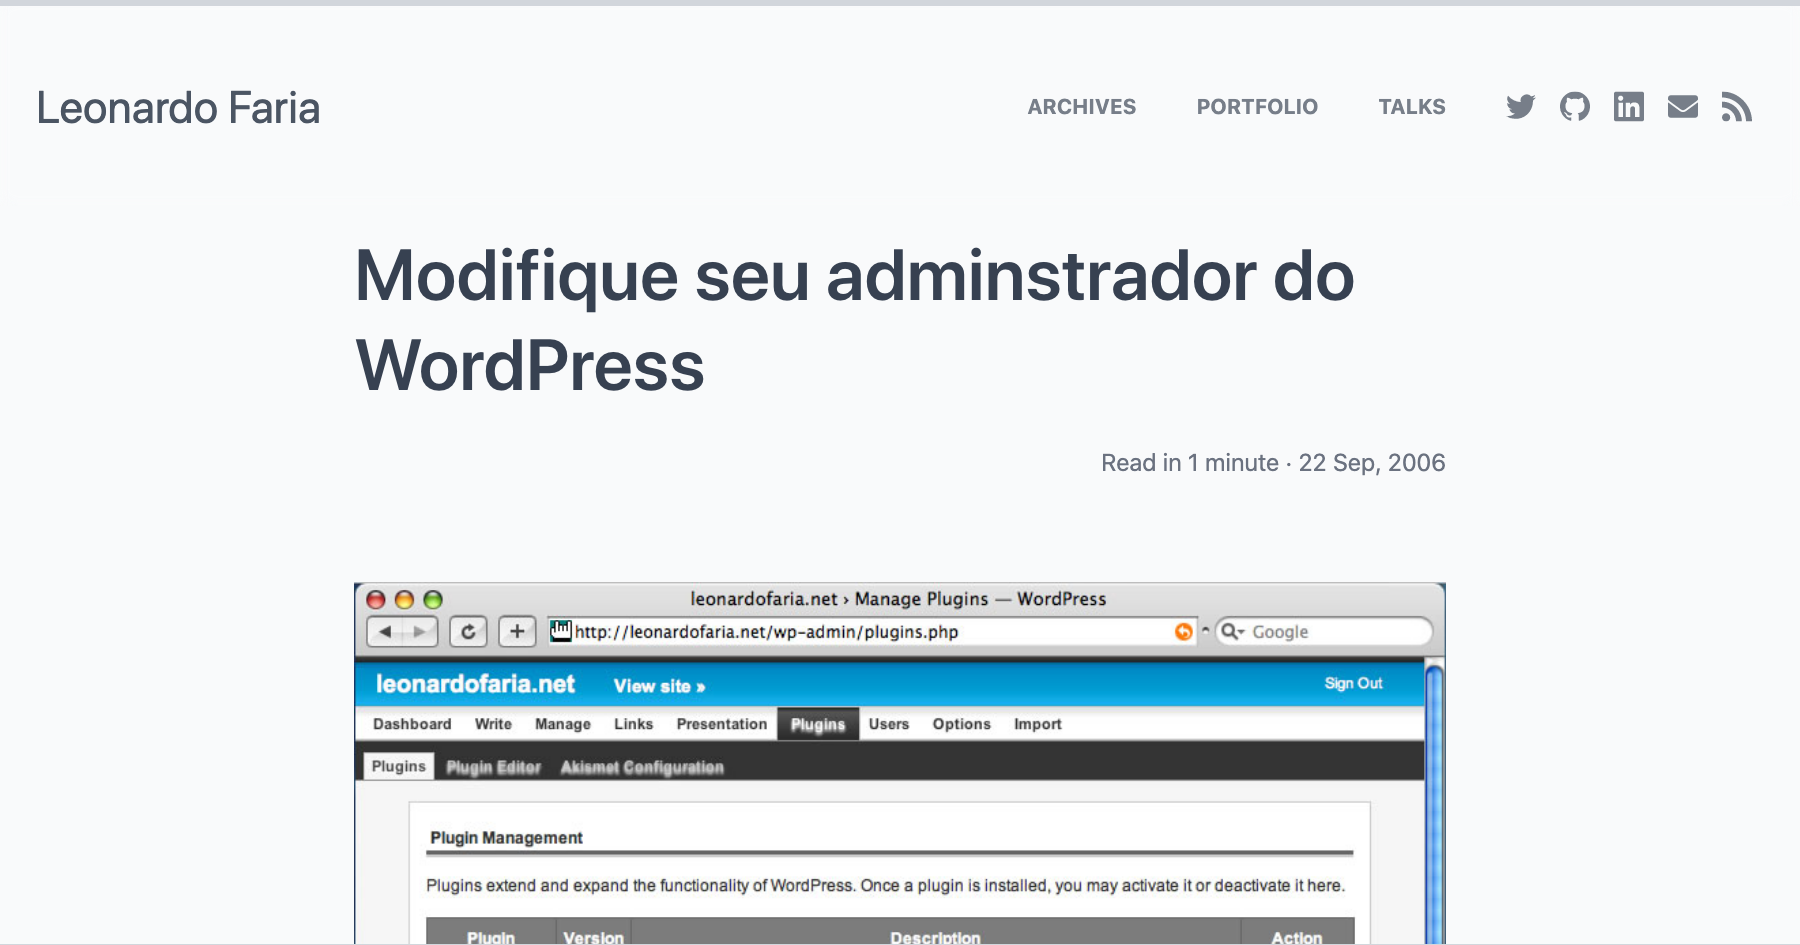 Leonardo Faria
ARCHIVES PORTFOLIO TALKS
Modifique seu adminstrador do
WordPress
Read in 1 minute · 22 Sep, 2006
leonardofaria.net › Manage Plugins — WordPress
http://leonardofaria.net/wp-admin/plugins.php
Google
leonardofaria.net View site »
Sign Out
Dashboard Write Manage Links Presentation Plugins Users Options Import
Plugins Plugin Editor Akismet Configuration
Plugin Management
Plugins extend and expand the functionality of WordPress. Once a plugin is installed, you may activate it or deactivate it here.
Plugin Version Description Action